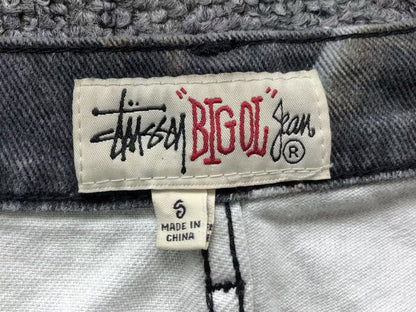 Stüssy "BIG OL' Jean ®
S
MADE IN
CHINA